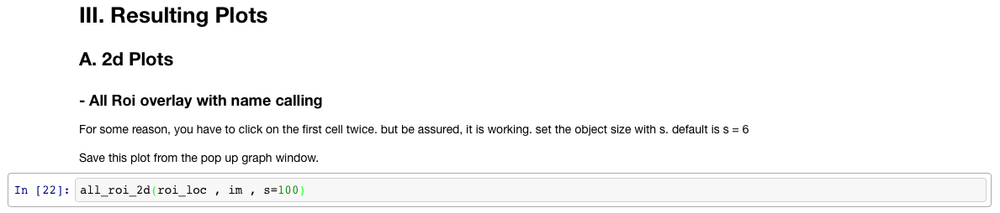 III. Resulting Plots
A. 2d Plots
- All Roi overlay with name calling
For some reason, you have to click on the first cell twice. but be assured, it is working. set the object size with s. default is s = 6
Save this plot from the pop up graph window.
In [22]: all_roi_2d(roi_loc , im , s=100)